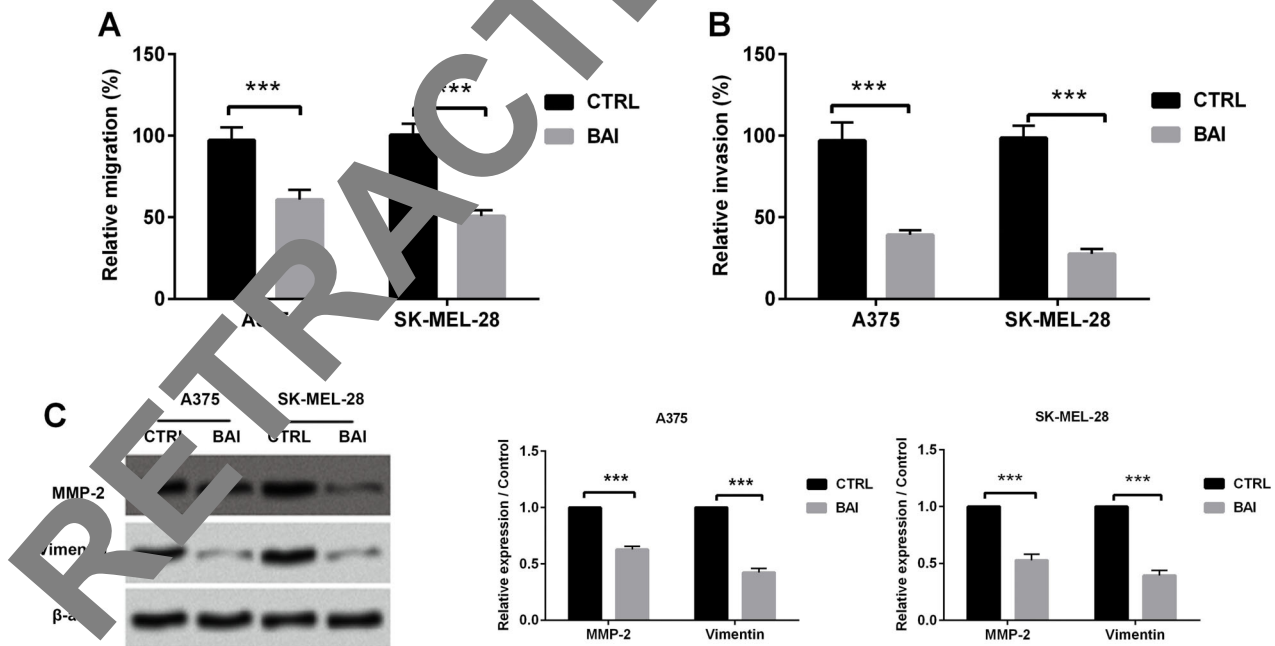 A
Relative migration (%)
150
100
50
0
***
***
CTRL
BAI
SK-MEL-28
B
Relative invasion (%)
150
100
50
0
***
***
CTRL
BAI
A375
SK-MEL-28
C
A375
SK-MEL-28
CTRL
BAI
CTRL
BAI
MMP-2
A375
Relative expression / Control
1.5
1.0
0.5
0.0
***
***
CTRL
BAI
MMP-2
Vimentin
SK-MEL-28
Relative expression / Control
1.5
1.0
0.5
0.0
***
***
CTRL
BAI
MMP-2
Vimentin